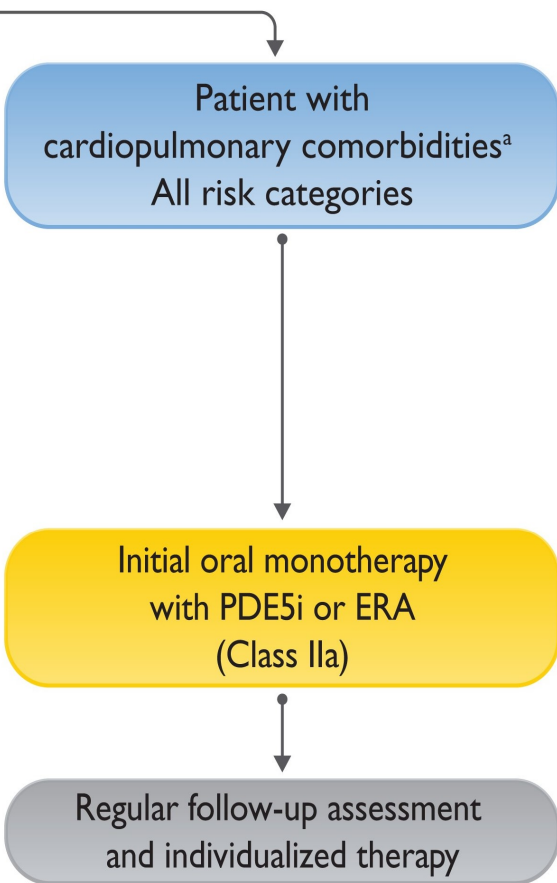 Patient with
cardiopulmonary comorbiditiesᵃ
All risk categories
Initial oral monotherapy
with PDE5i or ERA
(Class IIa)
Regular follow-up assessment
and individualized therapy